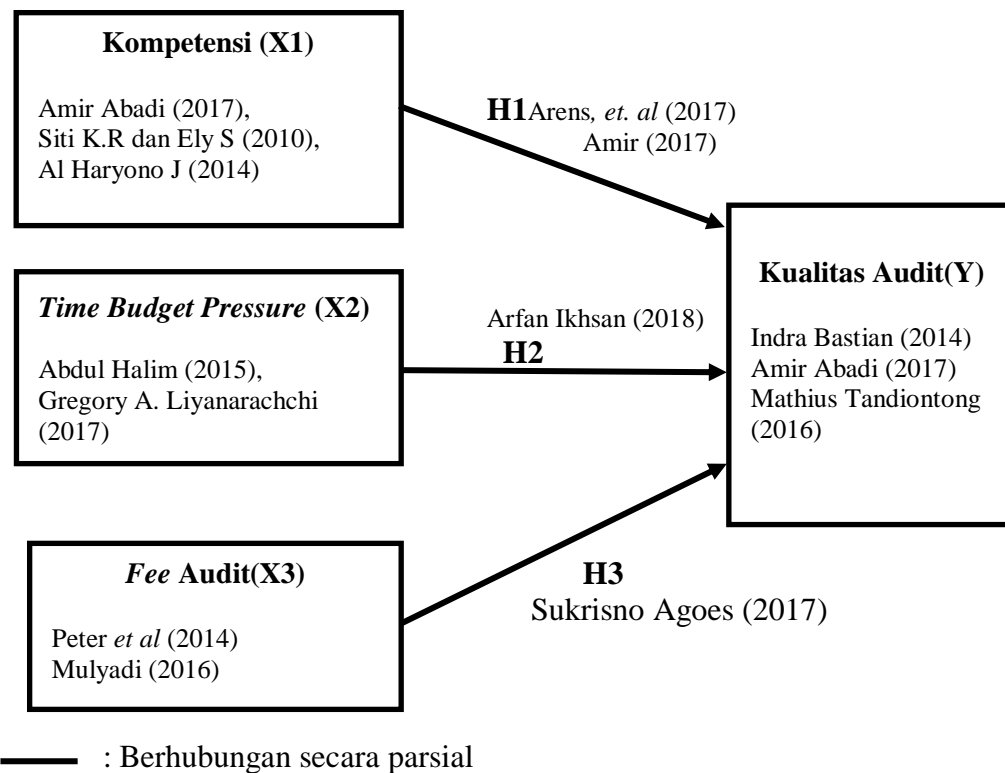 Kompetensi (X1)
Amir Abadi (2017),
Siti K.R dan Ely S (2010),
Al Haryono J (2014)
H1Arens, et. al (2017)
Amir (2017)
Time Budget Pressure (X2)
Abdul Halim (2015),
Gregory A. Liyanarachchi
(2017)
Arfan Ikhsan (2018)
H2
Kualitas Audit(Y)
Indra Bastian (2014)
Amir Abadi (2017)
Mathius Tandiontong
(2016)
Fee Audit(X3)
Peter et al (2014)
Mulyadi (2016)
H3
Sukrisno Agoes (2017)
: Berhubungan secara parsial